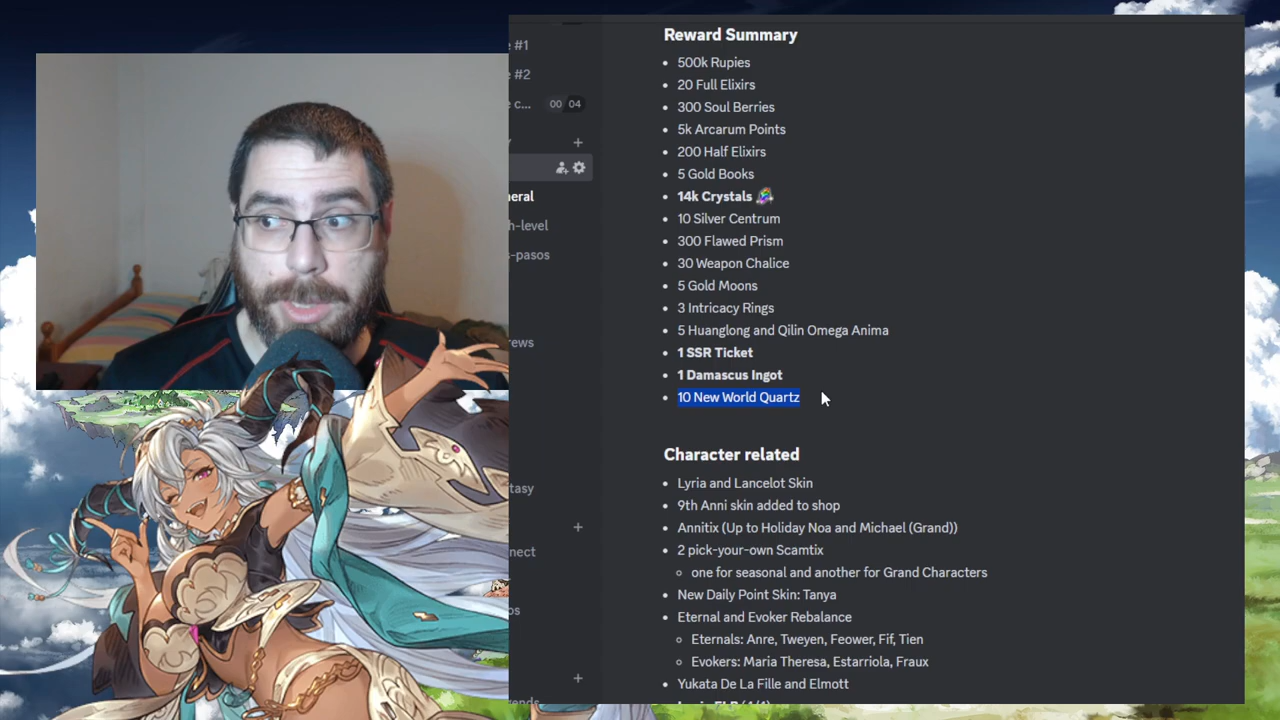 #1
#2
c... 00 04
neral
h-level
-pasos
rews
tasy
nect
os
Reward Summary
500k Rupies
20 Full Elixirs
300 Soul Berries
5k Arcarum Points
200 Half Elixirs
5 Gold Books
14k Crystals
10 Silver Centrum
300 Flawed Prism
30 Weapon Chalice
5 Gold Moons
3 Intricacy Rings
5 Huanglong and Qilin Omega Anima
1 SSR Ticket
1 Damascus Ingot
10 New World Quartz
Character related
Lyria and Lancelot Skin
9th Anni skin added to shop
Annitix (Up to Holiday Noa and Michael (Grand))
2 pick-your-own Scamtix
one for seasonal and another for Grand Characters
New Daily Point Skin: Tanya
Eternal and Evoker Rebalance
Eternals: Anre, Tweyen, Feower, Fif, Tien
Evokers: Maria Theresa, Estarriola, Fraux
Yukata De La Fille and Elmott